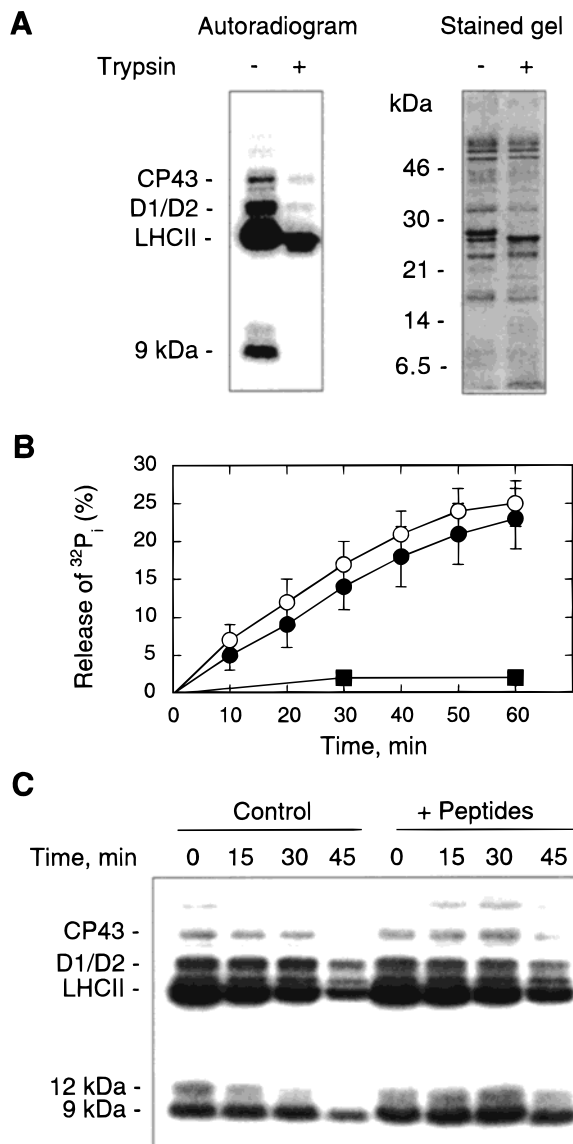 A
Autoradiogram Stained gel
Trypsin - + - +
kDa
CP43 -
D1/D2 -
LHCII -
9 kDa -
46 -
30 -
21 -
14 -
6.5 -
B
30
25
20
15
10
5
0
Release of ³²Pᵢ (%)
0 10 20 30 40 50 60
Time, min
C
Control + Peptides
Time, min 0 15 30 45 0 15 30 45
CP43 -
D1/D2 -
LHCII -
12 kDa -
9 kDa -